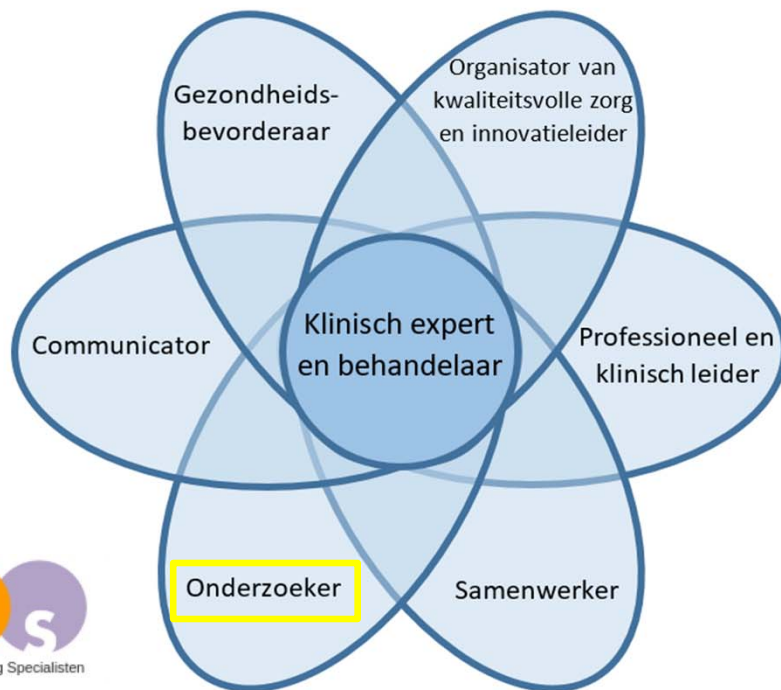 Gezondheids-
bevorderaar
Organisator van
kwaliteitsvolle zorg
en innovatieleider
Communicator
Klinisch expert
en behandelaar
Professioneel en
klinisch leider
Onderzoeker
Samenwerker
S
Specialisten